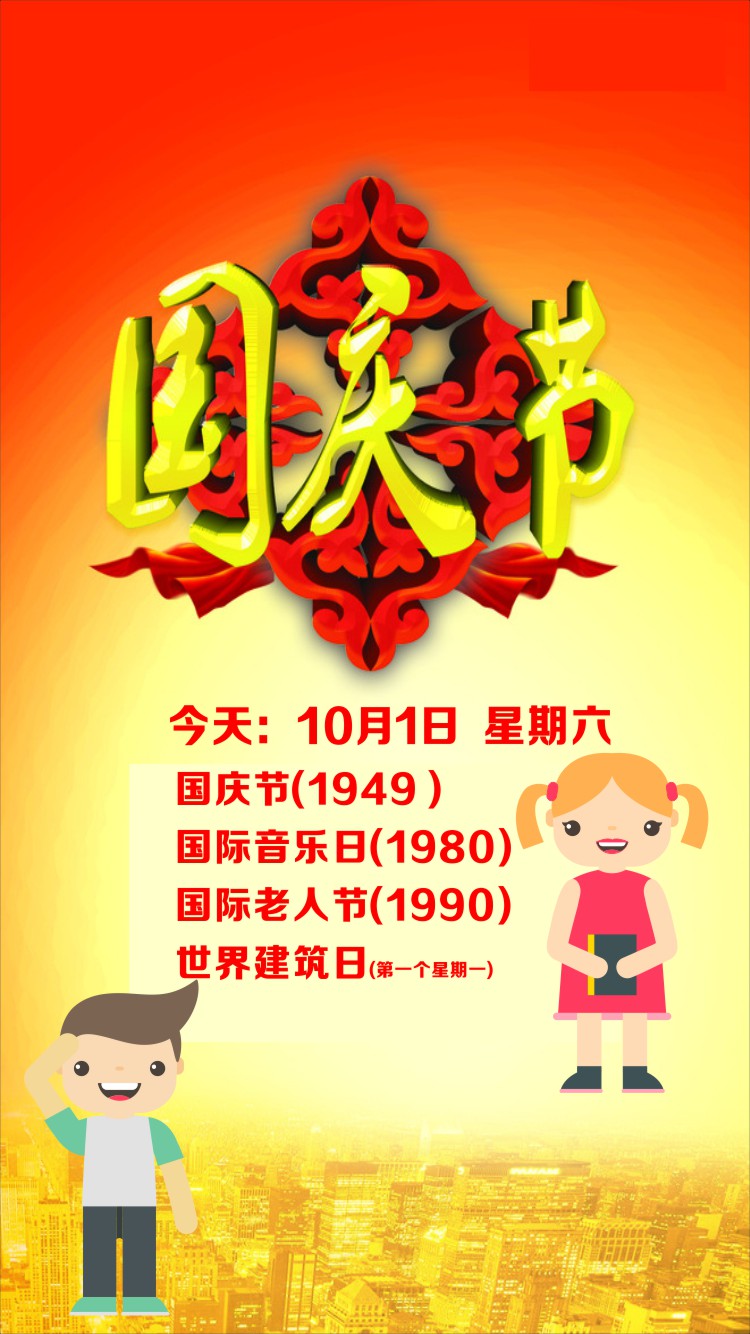 国庆节
今天：10月1日 星期六
国庆节(1949 )
国际音乐日(1980)
国际老人节(1990)
世界建筑日(第一个星期一)